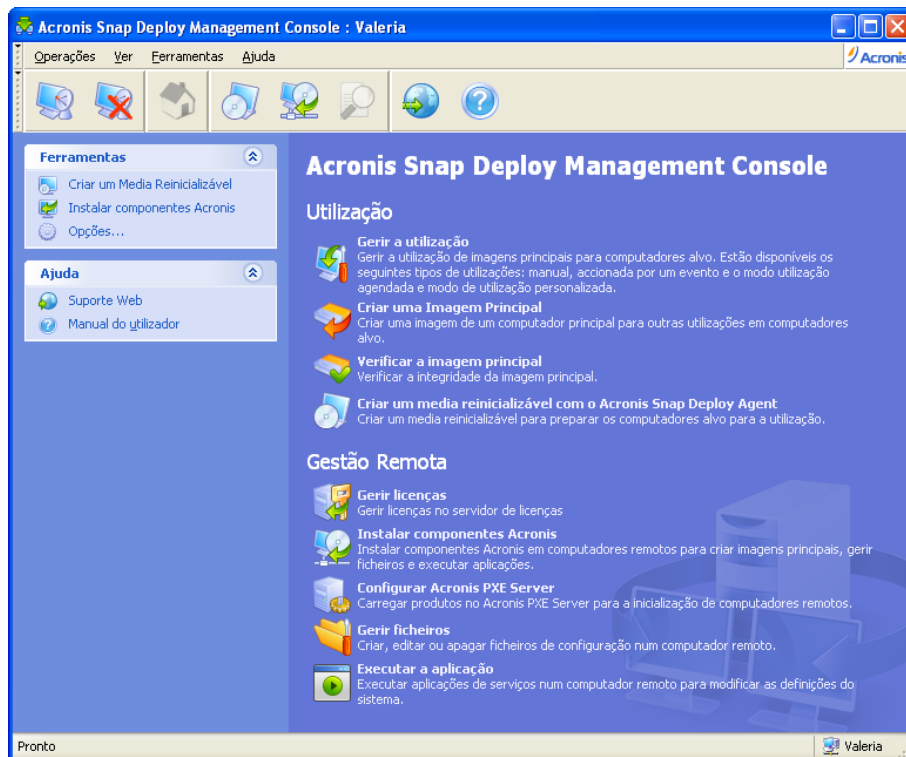 Acronis Snap Deploy Management Console : Valeria
Operações Ver Ferramentas Ajuda
Acronis
Ferramentas
Criar um Media Reinicializável
Instalar componentes Acronis
Opções...
Ajuda
Suporte Web
Manual do utilizador
Acronis Snap Deploy Management Console
Utilização
Gerir a utilização
Gerir a utilização de imagens principais para computadores alvo. Estão disponíveis os
seguintes tipos de utilizações: manual, accionada por um evento e o modo utilização
agendada e modo de utilização personalizada.
Criar uma Imagem Principal
Criar uma imagem de um computador principal para outras utilizações em computadores
alvo.
Verificar a imagem principal
Verificar a integridade da imagem principal.
Criar um media reinicializável com o Acronis Snap Deploy Agent
Criar um media reinicializável para preparar os computadores alvo para a utilização.
Gestão Remota
Gerir licenças
Gerir licenças no servidor de licenças
Instalar componentes Acronis
Instalar componentes Acronis em computadores remotos para criar imagens principais, gerir
ficheiros e executar aplicações.
Configurar Acronis PXE Server
Carregar produtos no Acronis PXE Server para a inicialização de computadores remotos.
Gerir ficheiros
Criar, editar ou apagar ficheiros de configuração num computador remoto.
Executar a aplicação
Executar aplicações de serviços num computador remoto para modificar as definições do
sistema.
Pronto
Valeria